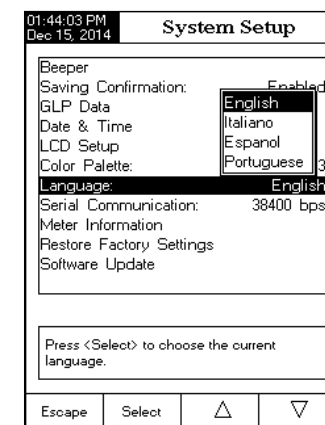 01:44:03 PM
Dec 15, 2014
System Setup
Beeper
Saving Confirmation: Enabled
GLP Data
Date & Time
LCD Setup
Color Palette: 3
Language: English
Serial Communication: 38400 bps
Meter Information
Restore Factory Settings
Software Update
English
Italiano
Espanol
Portuguese
Press <Select> to choose the current
language.
Escape
Select
△
▽